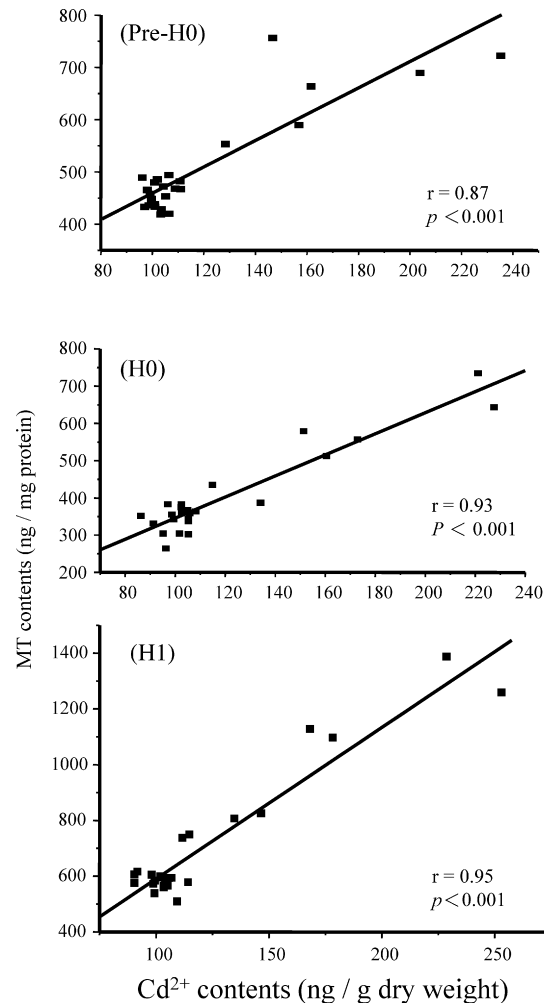 (Pre-H0)
800
700
600
500
400
r = 0.87
p < 0.001
80 100 120 140 160 180 200 220 240
(H0)
800
700
600
500
400
300
200
r = 0.93
P < 0.001
80 100 120 140 160 180 200 220 240
MT contents (ng / mg protein)
(H1)
1400
1200
1000
800
600
400
r = 0.95
p < 0.001
100 150 200 250
Cd²⁺ contents (ng / g dry weight)